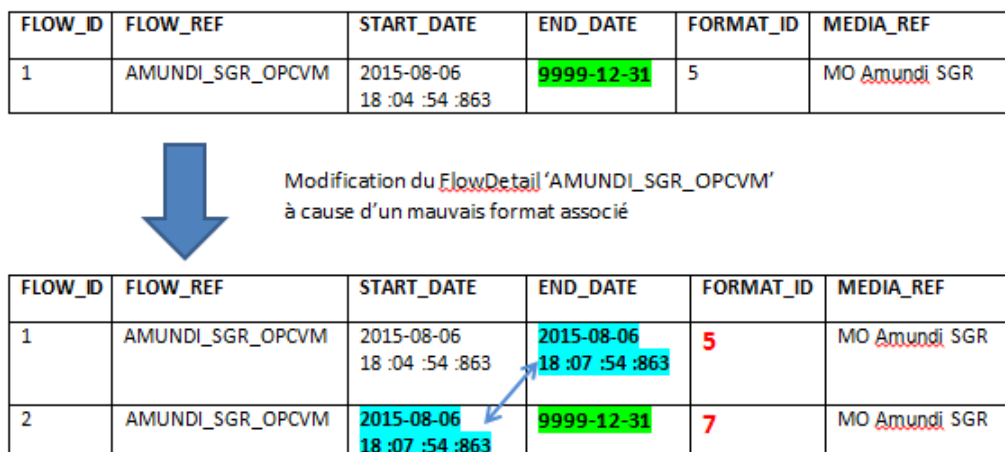 FLOW_ID FLOW_REF START_DATE END_DATE FORMAT_ID MEDIA_REF
1 AMUNDI_SGR_OPCVM 2015-08-06 9999-12-31 5 MO Amundi SGR
18 :04 :54 :863
Modification du FlowDetail ‘AMUNDI_SGR_OPCVM’
à cause d’un mauvais format associé
FLOW_ID FLOW_REF START_DATE END_DATE FORMAT_ID MEDIA_REF
1 AMUNDI_SGR_OPCVM 2015-08-06 2015-08-06 5 MO Amundi SGR
18 :04 :54 :863 18 :07 :54 :863
2 AMUNDI_SGR_OPCVM 2015-08-06 9999-12-31 7 MO Amundi SGR
18 :07 :54 :863